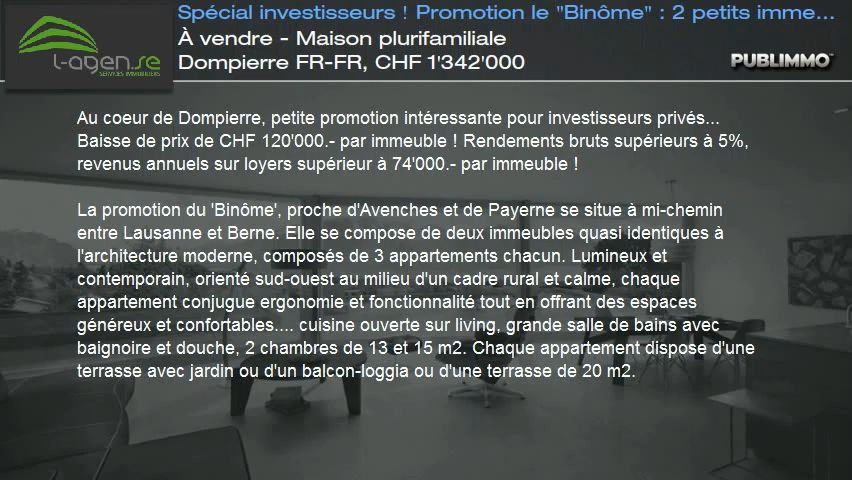 Spécial investisseurs ! Promotion le "Binôme" : 2 petits imme...
À vendre - Maison plurifamiliale
Dompierre FR-FR, CHF 1'342'000
l-agen.se
SERVICES IMMOBILIERS
PUBLIMMO
Au coeur de Dompierre, petite promotion intéressante pour investisseurs privés...
Baisse de prix de CHF 120'000.- par immeuble ! Rendements bruts supérieurs à 5%,
revenus annuels sur loyers supérieur à 74'000.- par immeuble !
La promotion du 'Binôme', proche d'Avenches et de Payerne se situe à mi-chemin
entre Lausanne et Berne. Elle se compose de deux immeubles quasi identiques à
l'architecture moderne, composés de 3 appartements chacun. Lumineux et
contemporain, orienté sud-ouest au milieu d'un cadre rural et calme, chaque
appartement conjugue ergonomie et fonctionnalité tout en offrant des espaces
généreux et confortables.... cuisine ouverte sur living, grande salle de bains avec
baignoire et douche, 2 chambres de 13 et 15 m2. Chaque appartement dispose d'une
terrasse avec jardin ou d'un balcon-loggia ou d'une terrasse de 20 m2.